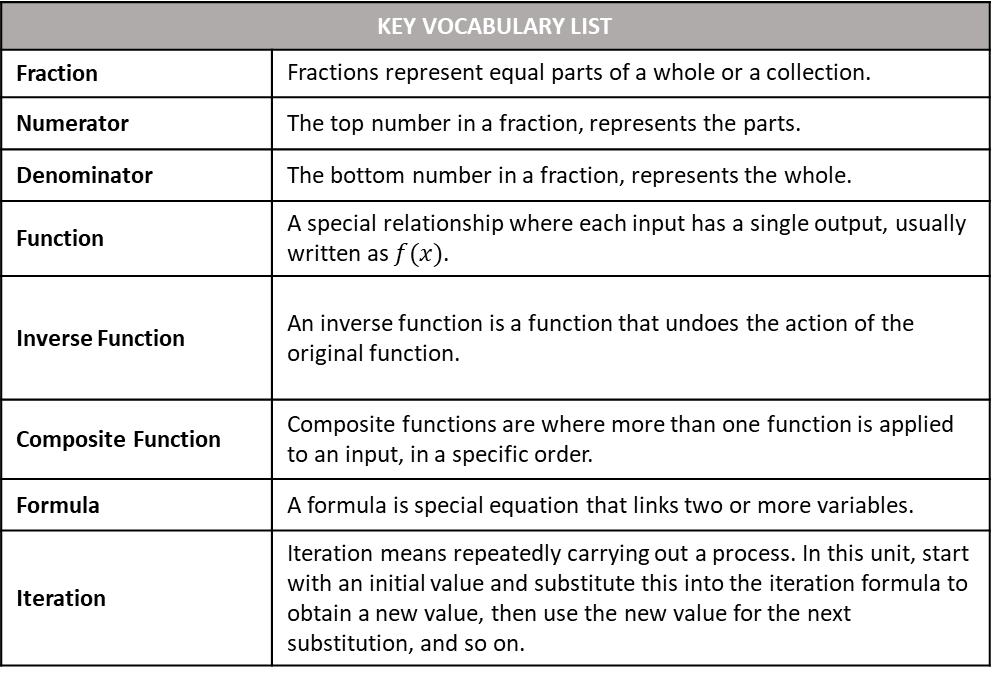 KEY VOCABULARY LIST
Fraction
Fractions represent equal parts of a whole or a collection.
Numerator
The top number in a fraction, represents the parts.
Denominator
The bottom number in a fraction, represents the whole.
Function
A special relationship where each input has a single output, usually
written as f(x).
Inverse Function
An inverse function is a function that undoes the action of the
original function.
Composite Function
Composite functions are where more than one function is applied
to an input, in a specific order.
Formula
A formula is special equation that links two or more variables.
Iteration
Iteration means repeatedly carrying out a process. In this unit, start
with an initial value and substitute this into the iteration formula to
obtain a new value, then use the new value for the next
substitution, and so on.